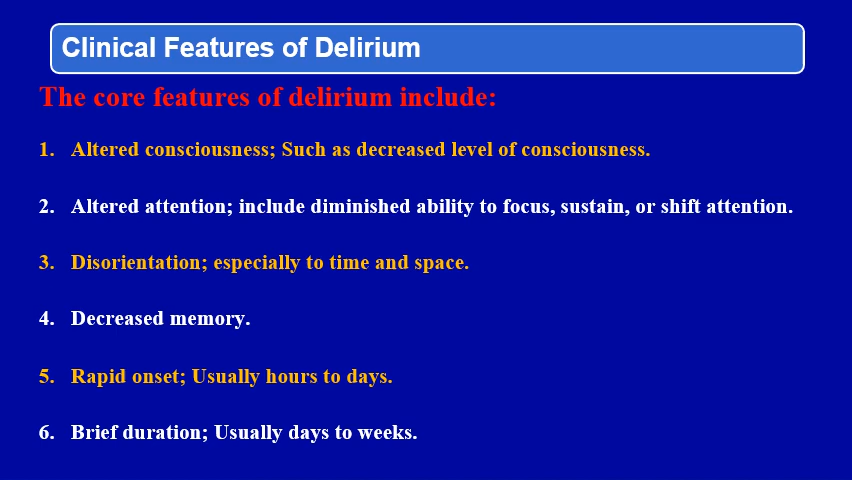 Clinical Features of Delirium
The core features of delirium include:
1. Altered consciousness; Such as decreased level of consciousness.
2. Altered attention; include diminished ability to focus, sustain, or shift attention.
3. Disorientation; especially to time and space.
4. Decreased memory.
5. Rapid onset; Usually hours to days.
6. Brief duration; Usually days to weeks.